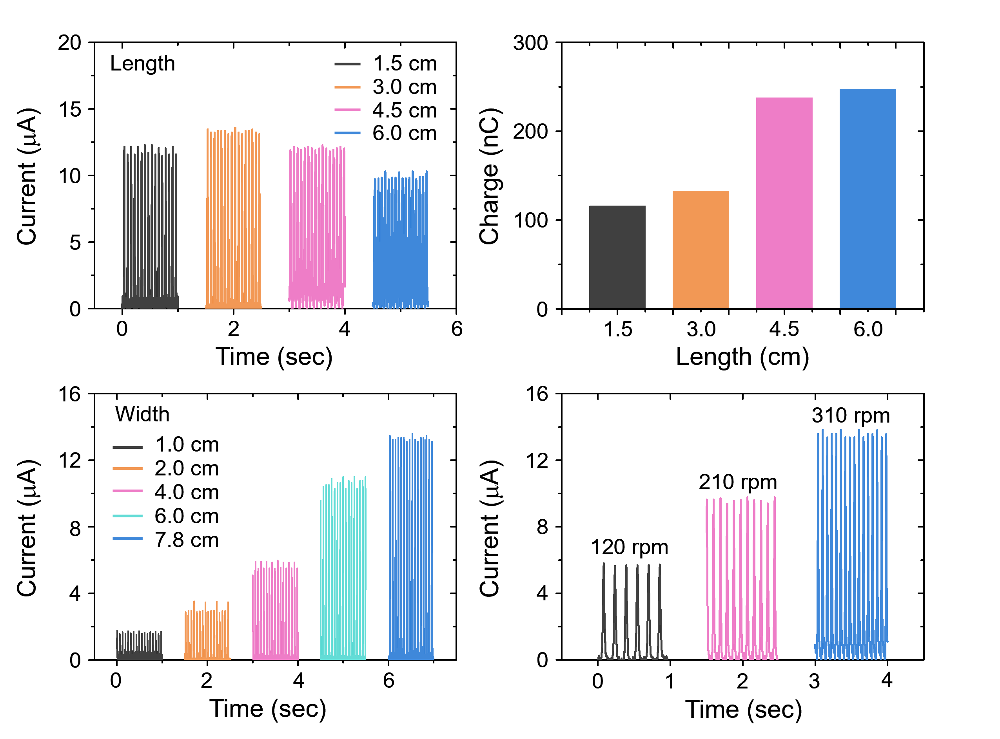 20
15
10
5
0
Current (μA)
Length
1.5 cm
3.0 cm
4.5 cm
6.0 cm
0 2 4 6
Time (sec)
300
200
100
0
Charge (nC)
1.5 3.0 4.5 6.0
Length (cm)
16
12
8
4
0
Current (μA)
Width
1.0 cm
2.0 cm
4.0 cm
6.0 cm
7.8 cm
0 2 4 6
Time (sec)
16
12
8
4
0
Current (μA)
310 rpm
210 rpm
120 rpm
0 1 2 3 4
Time (sec)